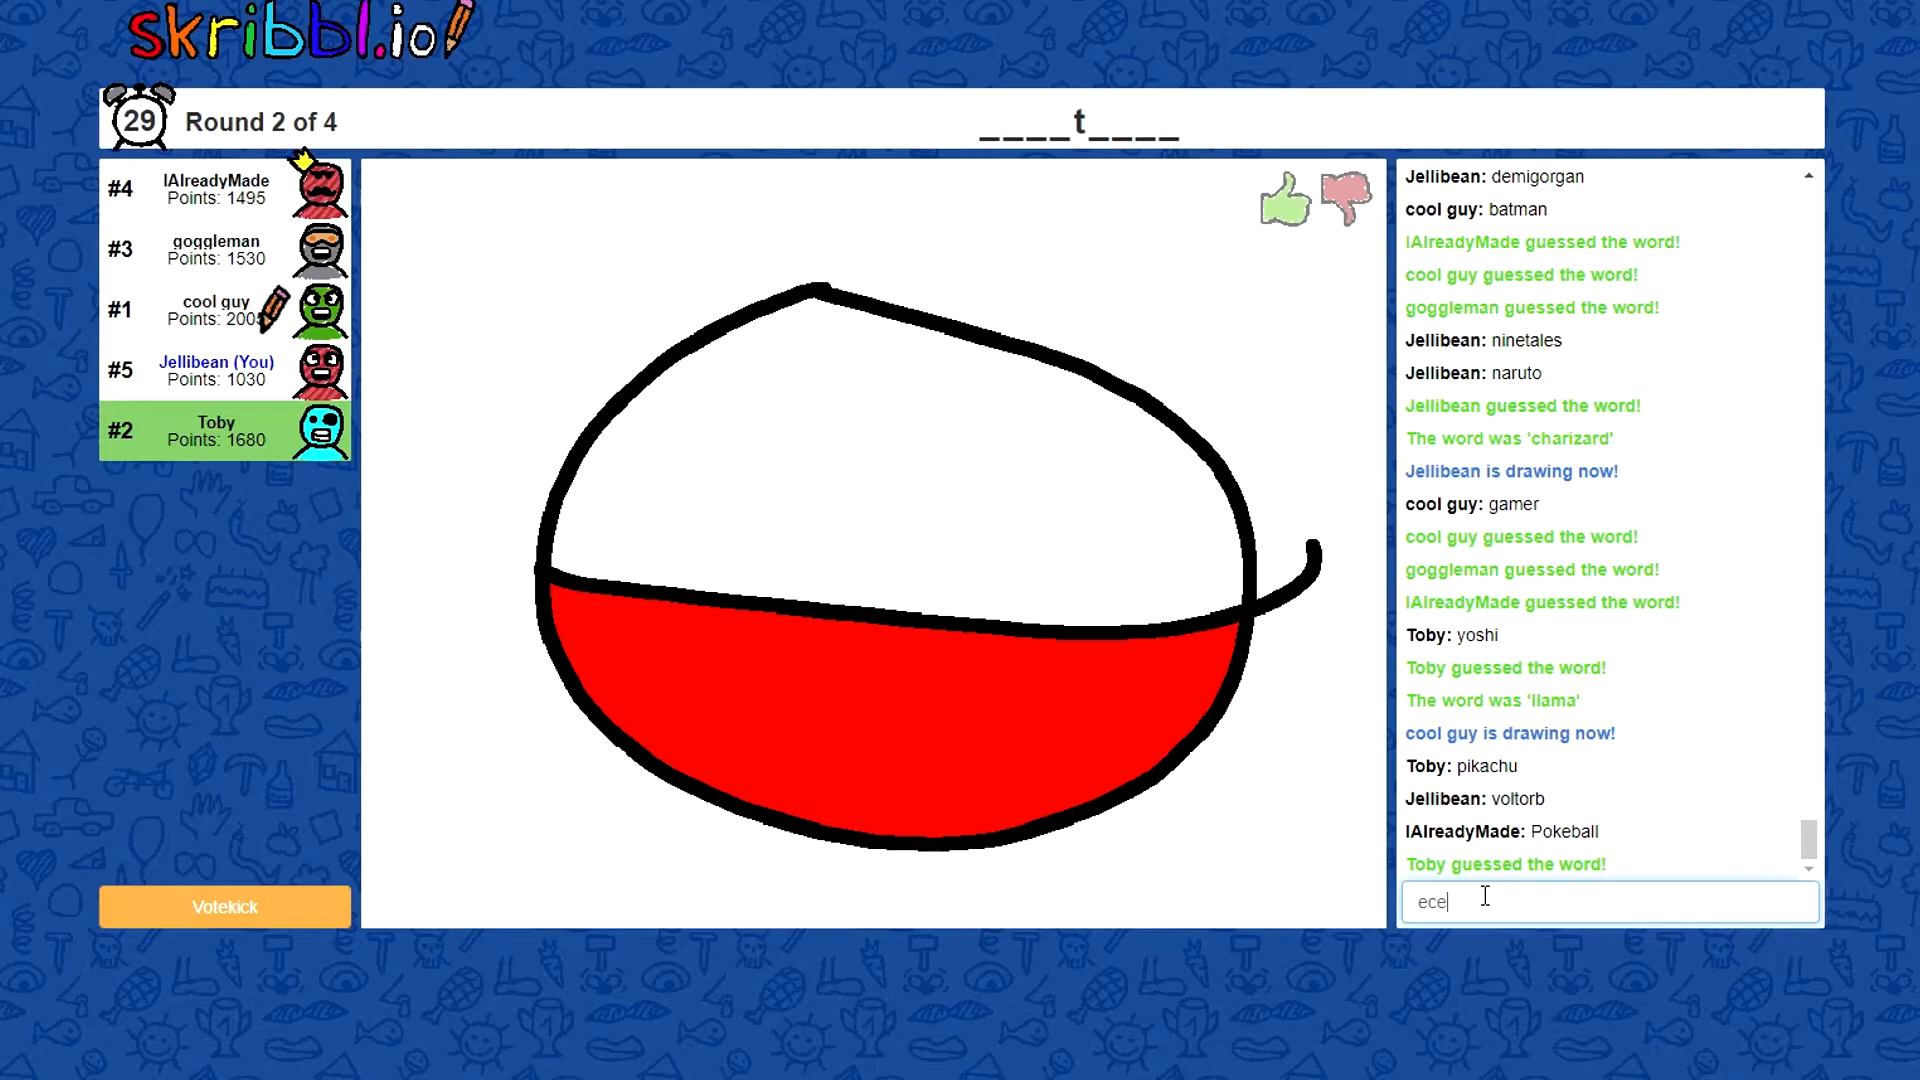 skribbl.io
29
Round 2 of 4
____t____
#4
IAlreadyMade
Points: 1495
#3
goggleman
Points: 1530
#1
cool guy
Points: 2005
#5
Jellibean (You)
Points: 1030
#2
Toby
Points: 1680
Votekick
Jellibean: demigorgan
cool guy: batman
IAlreadyMade guessed the word!
cool guy guessed the word!
goggleman guessed the word!
Jellibean: ninetales
Jellibean: naruto
Jellibean guessed the word!
The word was 'charizard'
Jellibean is drawing now!
cool guy: gamer
cool guy guessed the word!
goggleman guessed the word!
IAlreadyMade guessed the word!
Toby: yoshi
Toby guessed the word!
The word was 'llama'
cool guy is drawing now!
Toby: pikachu
Jellibean: voltorb
IAlreadyMade: Pokeball
Toby guessed the word!
ece